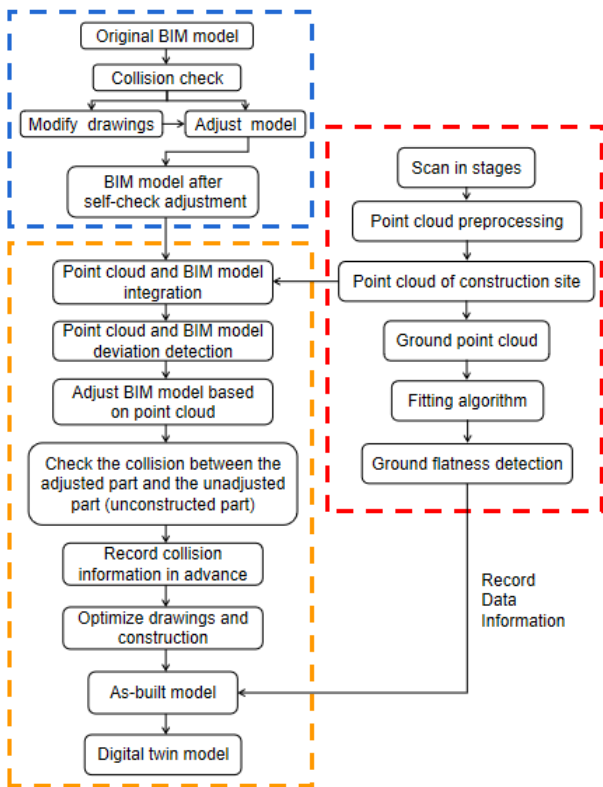 Original BIM model
Collision check
Modify drawings
Adjust model
BIM model after
self-check adjustment
Point cloud and BIM model
integration
Point cloud and BIM model
deviation detection
Adjust BIM model based
on point cloud
Check the collision between the
adjusted part and the unadjusted
part (unconstructed part)
Record collision
information in advance
Optimize drawings and
construction
As-built model
Digital twin model
Scan in stages
Point cloud preprocessing
Point cloud of construction site
Ground point cloud
Fitting algorithm
Ground flatness detection
Record
Data
Information